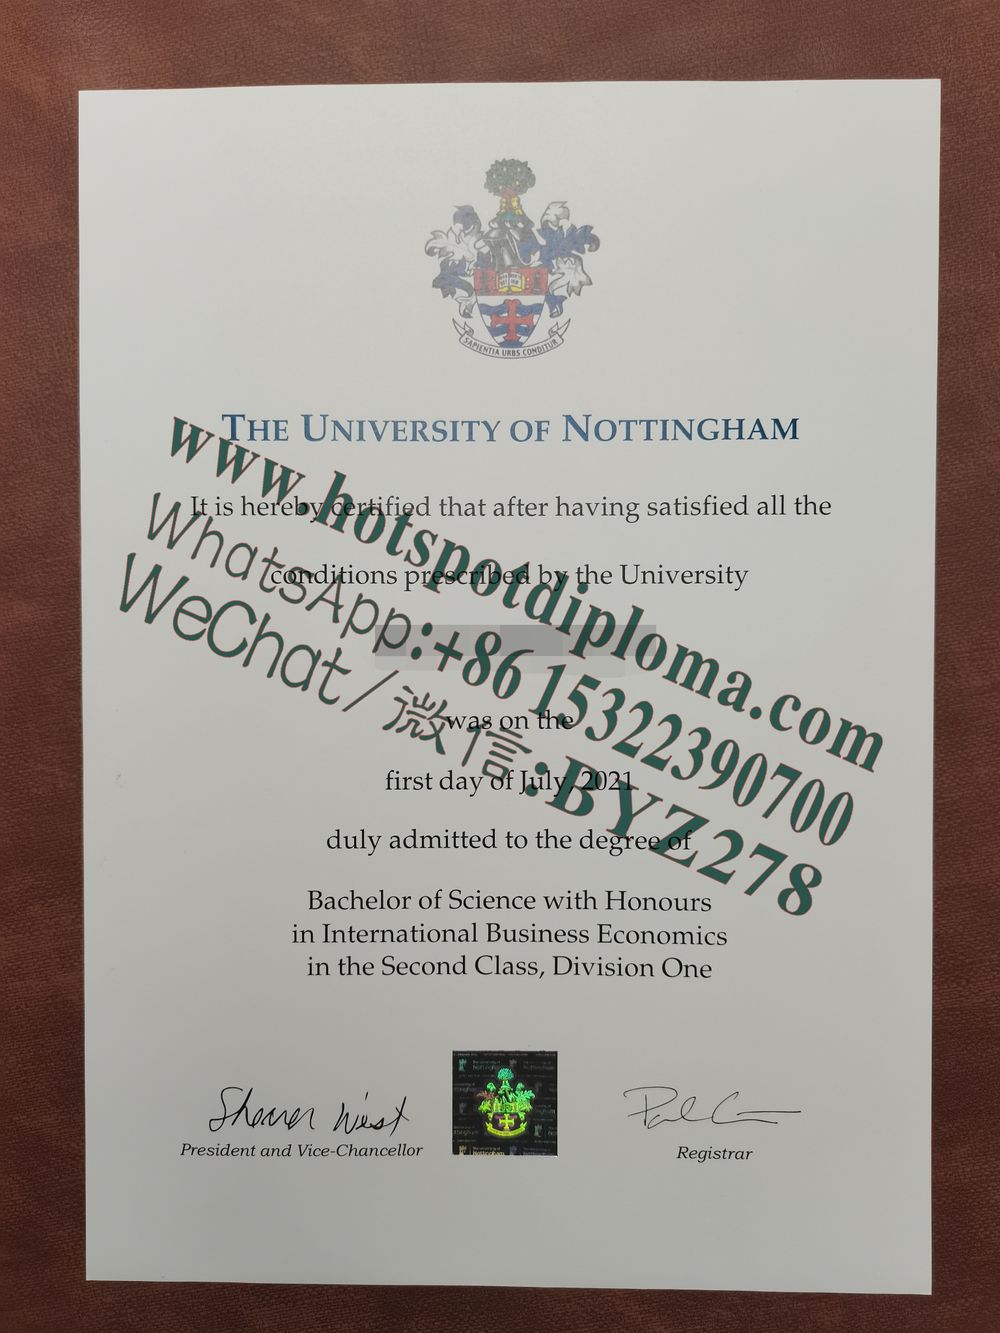 SAPIENTIA URBS CONDITUR
THE UNIVERSITY OF NOTTINGHAM
www.hotspotdiploma.com
It is hereby certified that after having satisfied all the
WhatsApp:+86 15322390700
conditions prescribed by the University
WeChat/微信:BYZ278
was on the
first day of July, 2021
duly admitted to the degree of
Bachelor of Science with Honours
in International Business Economics
in the Second Class, Division One
President and Vice-Chancellor
Registrar